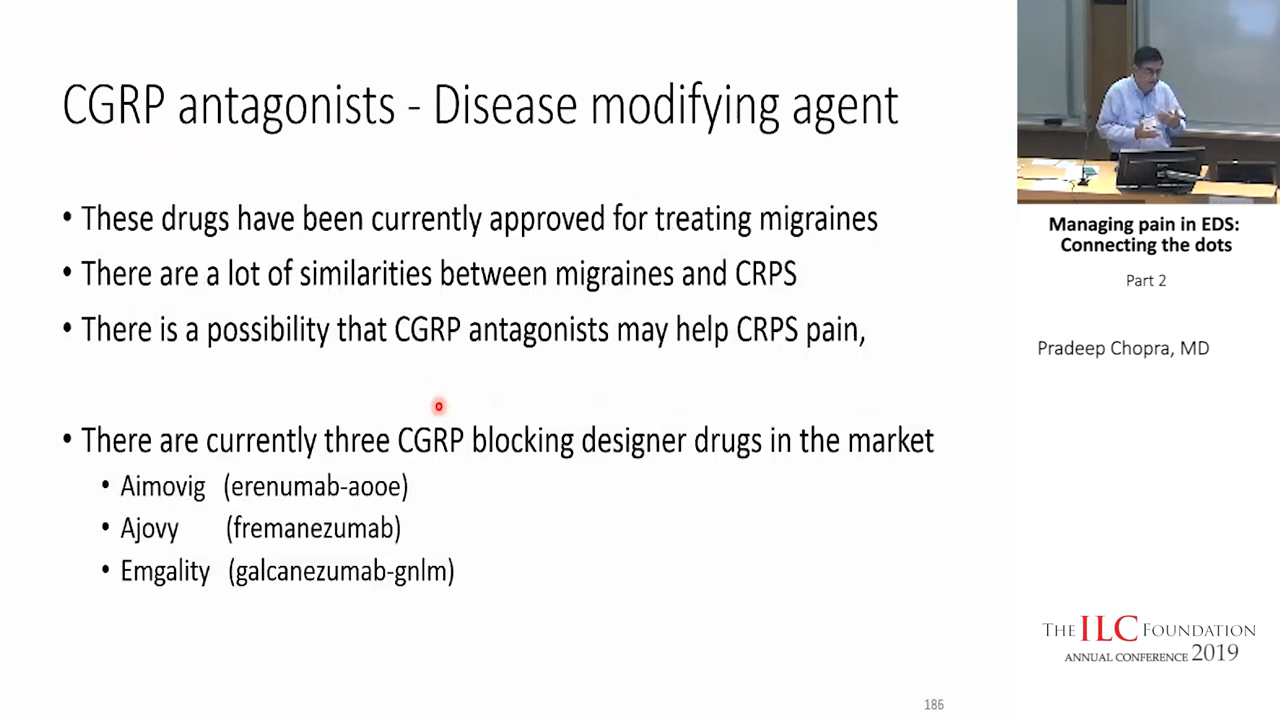 CGRP antagonists - Disease modifying agent
• These drugs have been currently approved for treating migraines
• There are a lot of similarities between migraines and CRPS
• There is a possibility that CGRP antagonists may help CRPS pain,
• There are currently three CGRP blocking designer drugs in the market
• Aimovig (erenumab-aooe)
• Ajovy (fremanezumab)
• Emgality (galcanezumab-gnlm)
186
Managing pain in EDS:
Connecting the dots
Part 2
Pradeep Chopra, MD
THE ILC FOUNDATION
ANNUAL CONFERENCE 2019